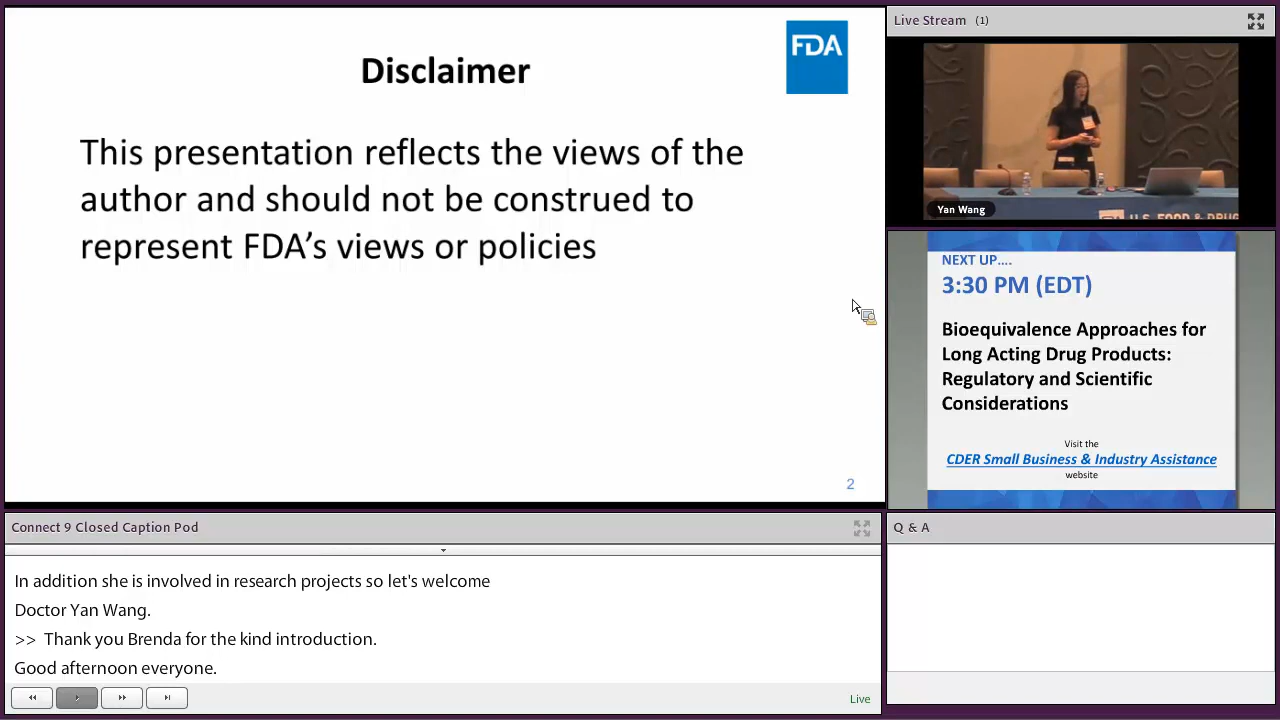 Disclaimer
FDA
This presentation reflects the views of the
author and should not be construed to
represent FDA's views or policies
2
Live Stream (1)
Yan Wang
U.S. FOOD & DRUG
NEXT UP....
3:30 PM (EDT)
Bioequivalence Approaches for
Long Acting Drug Products:
Regulatory and Scientific
Considerations
Visit the
CDER Small Business & Industry Assistance
website
Connect 9 Closed Caption Pod
In addition she is involved in research projects so let's welcome
Doctor Yan Wang.
>> Thank you Brenda for the kind introduction.
Good afternoon everyone.
Live
Q & A